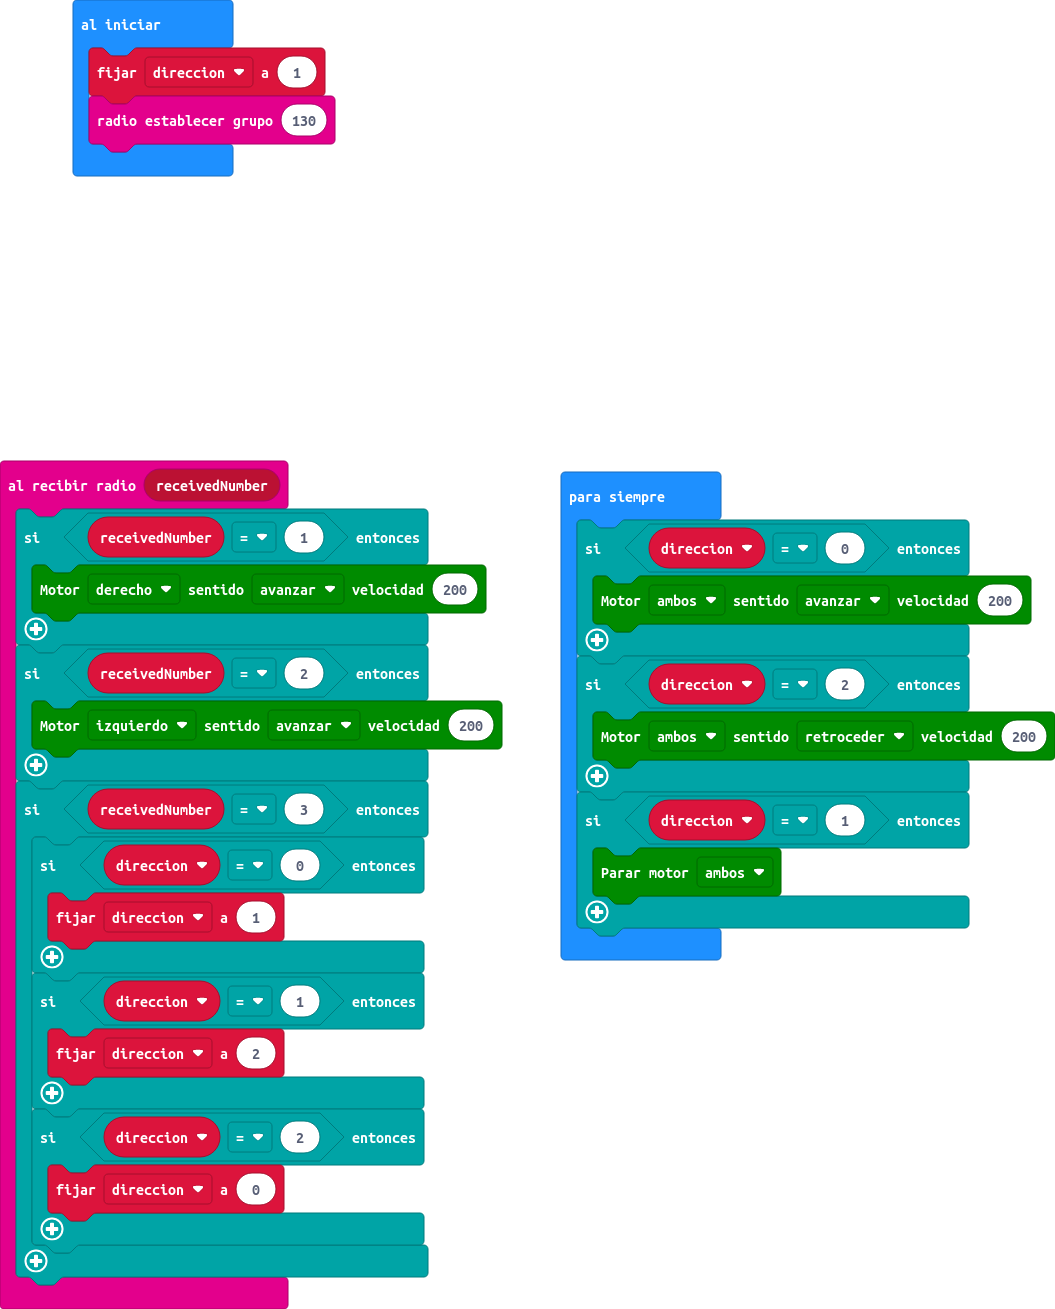 al iniciar
fijar direccion a 1
radio establecer grupo 130
al recibir radio receivedNumber
si receivedNumber = 1 entonces
Motor derecho sentido avanzar velocidad 200
si receivedNumber = 2 entonces
Motor izquierdo sentido avanzar velocidad 200
si receivedNumber = 3 entonces
si direccion = 0 entonces
fijar direccion a 1
si direccion = 1 entonces
fijar direccion a 2
si direccion = 2 entonces
fijar direccion a 0
para siempre
si direccion = 0 entonces
Motor ambos sentido avanzar velocidad 200
si direccion = 2 entonces
Motor ambos sentido retroceder velocidad 200
si direccion = 1 entonces
Parar motor ambos